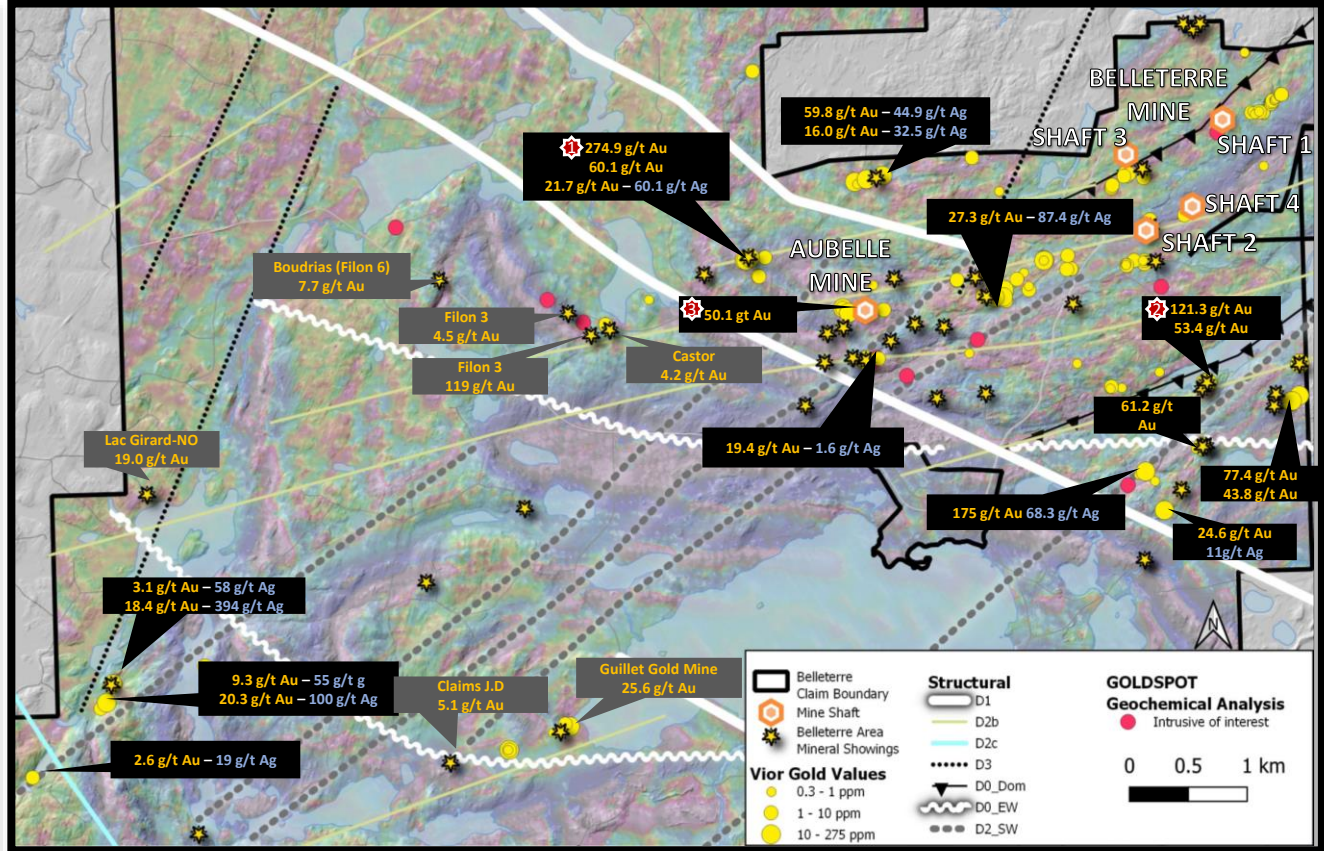 BELLETERRE
MINE
59.8 g/t Au – 44.9 g/t Ag
16.0 g/t Au – 32.5 g/t Ag
SHAFT 3
SHAFT 1
1 274.9 g/t Au
60.1 g/t Au
21.7 g/t Au – 60.1 g/t Ag
SHAFT 4
27.3 g/t Au – 87.4 g/t Ag
SHAFT 2
AUBELLE
MINE
Boudrias (Filon 6)
7.7 g/t Au
3 50.1 gt Au
2 121.3 g/t Au
53.4 g/t Au
Filon 3
4.5 g/t Au
Filon 3
119 g/t Au
Castor
4.2 g/t Au
61.2 g/t
Au
Lac Girard-NO
19.0 g/t Au
19.4 g/t Au – 1.6 g/t Ag
77.4 g/t Au
43.8 g/t Au
175 g/t Au 68.3 g/t Ag
24.6 g/t Au
11g/t Ag
3.1 g/t Au – 58 g/t Ag
18.4 g/t Au – 394 g/t Ag
N
9.3 g/t Au – 55 g/t g
20.3 g/t Au – 100 g/t Ag
Claims J.D
5.1 g/t Au
Guillet Gold Mine
25.6 g/t Au
2.6 g/t Au – 19 g/t Ag
Belleterre
Claim Boundary
Mine Shaft
Belleterre Area
Mineral Showings
Vior Gold Values
0.3 - 1 ppm
1 - 10 ppm
10 - 275 ppm
Structural
D1
D2b
D2c
D3
D0_Dom
D0_EW
D2_SW
GOLDSPOT
Geochemical Analysis
Intrusive of interest
0 0.5 1 km